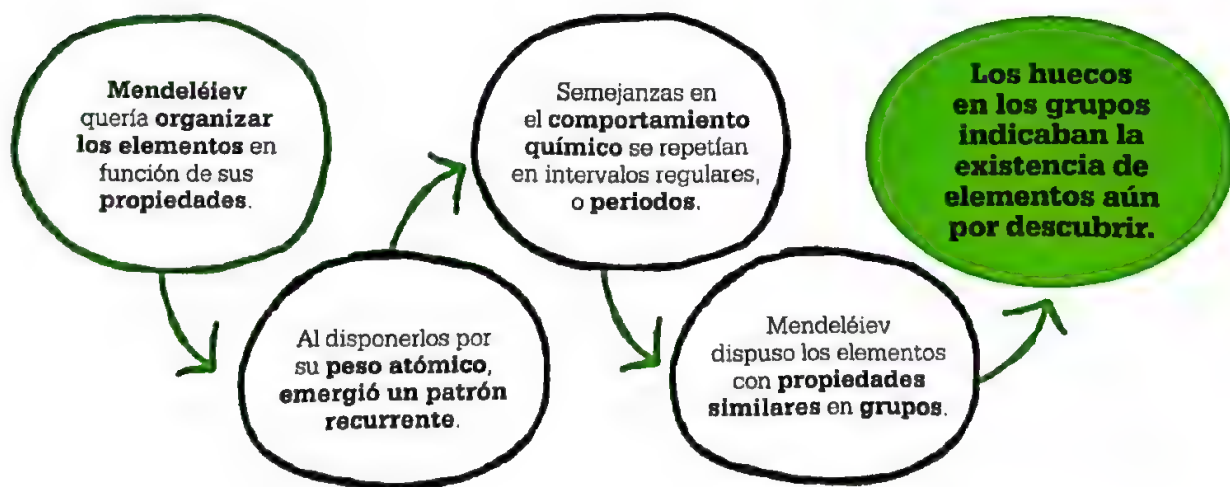 Mendeléiev
quería organizar
los elementos en
función de sus
propiedades.
Al disponerlos por
su peso atómico,
emergió un patrón
recurrente.
Semejanzas en
el comportamiento
químico se repetían
en intervalos regulares,
o periodos.
Mendeléiev
dispuso los elementos
con propiedades
similares en grupos.
Los huecos
en los grupos
indicaban la
existencia de
elementos aún
por descubrir.